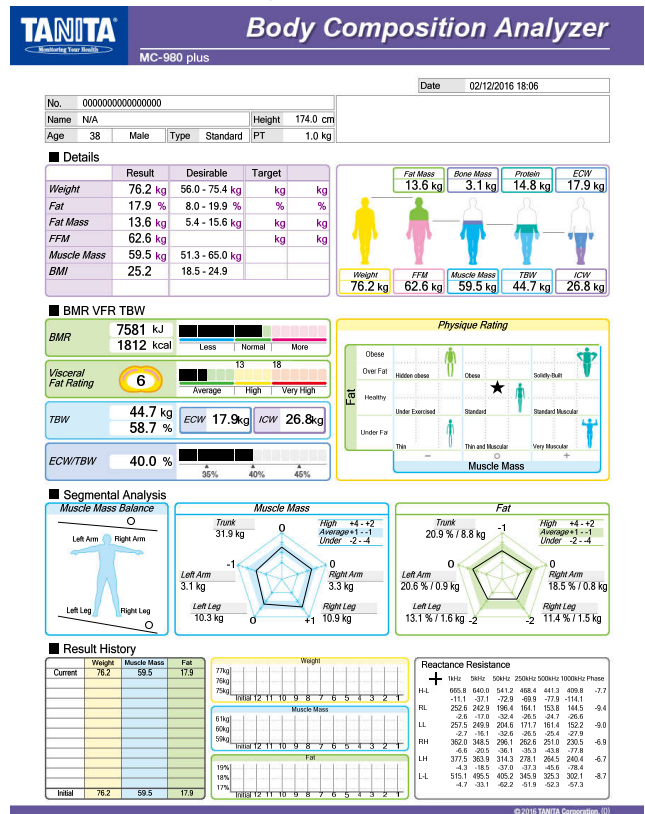 TANITA
Monitoring Your Health
Body Composition Analyzer
MC-980 plus
Date 02/12/2016 18:06
No. 0000000000000000
Name N/A Height 174.0 cm
Age 38 Male Type Standard PT 1.0 kg
Details
Result Desirable Target
Weight 76.2 kg 56.0 - 75.4 kg kg kg
Fat 17.9 % 8.0 - 19.9 % % %
Fat Mass 13.6 kg 5.4 - 15.6 kg kg kg
FFM 62.6 kg kg kg
Muscle Mass 59.5 kg 51.3 - 65.0 kg
BMI 25.2 18.5 - 24.9
Fat Mass Bone Mass Protein ECW
13.6 kg 3.1 kg 14.8 kg 17.9 kg
Weight FFM Muscle Mass TBW ICW
76.2 kg 62.6 kg 59.5 kg 44.7 kg 26.8 kg
BMR VFR TBW
BMR 7581 kJ
1812 kcal
Less Normal More
Visceral
Fat Rating
6
13 18
Average High Very High
TBW 44.7 kg
58.7 %
ECW 17.9kg ICW 26.8kg
ECW/TBW 40.0 %
35% 40% 45%
Physique Rating
Fat
Obese
Over Fat
Healthy
Under Fat
Hidden obese Obese Solidly-Built
Under Exercised Standard Standard Muscular
Thin Thin and Muscular Very Muscular
− ○ +
Muscle Mass
Segmental Analysis
Muscle Mass Balance
Left Arm Right Arm
Left Leg Right Leg
Muscle Mass
Trunk
31.9 kg
0
High +4 - +2
Average +1 - -1
Under -2 - -4
-1 0
Left Arm
3.1 kg
Right Arm
3.3 kg
Left Leg
10.3 kg
Right Leg
10.9 kg
0 +1
Fat
Trunk
20.9 % / 8.8 kg
-1
High +4 - +2
Average +1 - -1
Under -2 - -4
0 0
Left Arm
20.6 % / 0.9 kg
Right Arm
18.5 % / 0.8 kg
Left Leg
13.1 % / 1.6 kg
Right Leg
11.4 % / 1.5 kg
-2 -2
Result History
Weight Muscle Mass Fat
Current 76.2 59.5 17.9
Initial 76.2 59.5 17.9
Weight
77kg
76kg
75kg
Initial 12 11 10 9 8 7 6 5 4 3 2 1
Muscle Mass
61kg
60kg
59kg
Initial 12 11 10 9 8 7 6 5 4 3 2 1
Fat
19%
18%
17%
Initial 12 11 10 9 8 7 6 5 4 3 2 1
Reactance Resistance
1kHz 5kHz 50kHz 250kHz 500kHz 1000kHz Phase
H-L 665.8 640.0 541.2 468.4 441.3 409.8 -7.7
-11.1 -37.1 -72.9 -69.9 -77.9 -114.1
RL 252.6 242.9 196.4 164.1 153.8 144.5 -9.4
-2.6 -17.0 -32.4 -26.5 -24.7 -26.6
LL 257.5 249.9 204.6 171.7 161.4 152.2 -9.0
-2.7 -16.1 -32.6 -26.5 -25.4 -27.9
RH 362.0 348.5 296.1 262.6 251.0 230.5 -6.9
-6.6 -20.5 -36.1 -35.3 -43.8 -77.8
LH 377.5 363.9 314.3 278.1 264.5 240.4 -6.7
-4.3 -18.5 -37.0 -37.3 -45.6 -78.4
L-L 515.1 495.5 405.2 345.9 325.3 302.1 -8.7
-4.7 -33.1 -62.2 -51.9 -52.3 -57.3
© 2016 TANITA Corporation. (0)